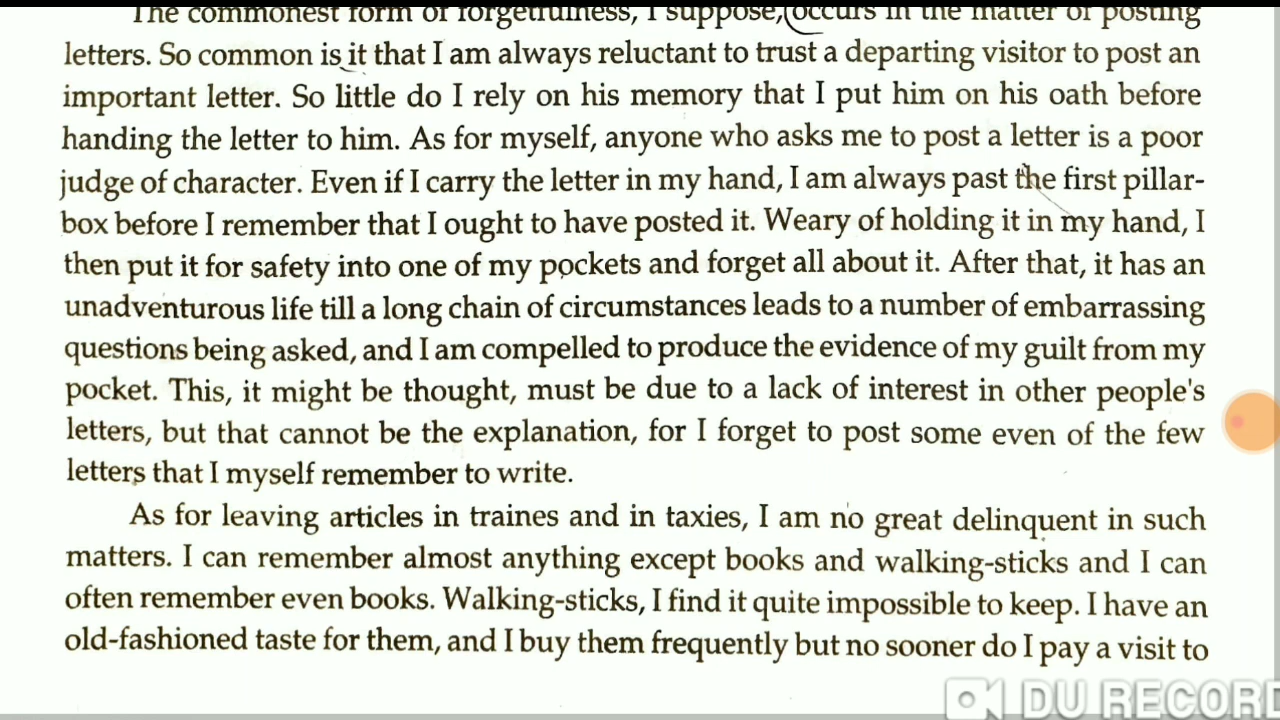 The commonest form of forgetfulness, I suppose, occurs in the matter of posting
letters. So common is it that I am always reluctant to trust a departing visitor to post an
important letter. So little do I rely on his memory that I put him on his oath before
handing the letter to him. As for myself, anyone who asks me to post a letter is a poor
judge of character. Even if I carry the letter in my hand, I am always past the first pillar-
box before I remember that I ought to have posted it. Weary of holding it in my hand, I
then put it for safety into one of my pockets and forget all about it. After that, it has an
unadventurous life till a long chain of circumstances leads to a number of embarrassing
questions being asked, and I am compelled to produce the evidence of my guilt from my
pocket. This, it might be thought, must be due to a lack of interest in other people's
letters, but that cannot be the explanation, for I forget to post some even of the few
letters that I myself remember to write.
As for leaving articles in traines and in taxies, I am no great delinquent in such
matters. I can remember almost anything except books and walking-sticks and I can
often remember even books. Walking-sticks, I find it quite impossible to keep. I have an
old-fashioned taste for them, and I buy them frequently but no sooner do I pay a visit to
DU RECORD